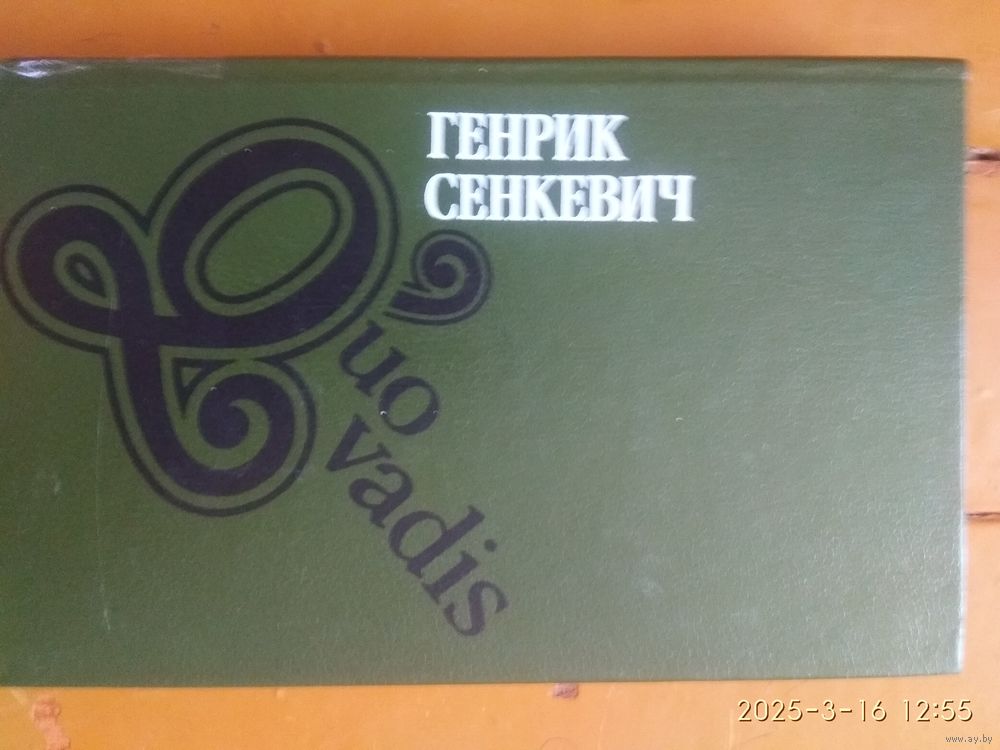 ГЕНРИК
СЕНКЕВИЧ
Quo
vadis
2025-3-16 12:55
www.ay.by